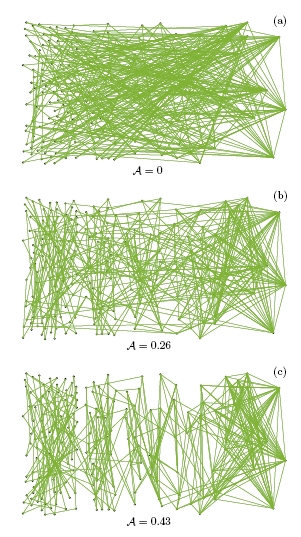 (a)
𝒜 = 0
(b)
𝒜 = 0.26
(c)
𝒜 = 0.43